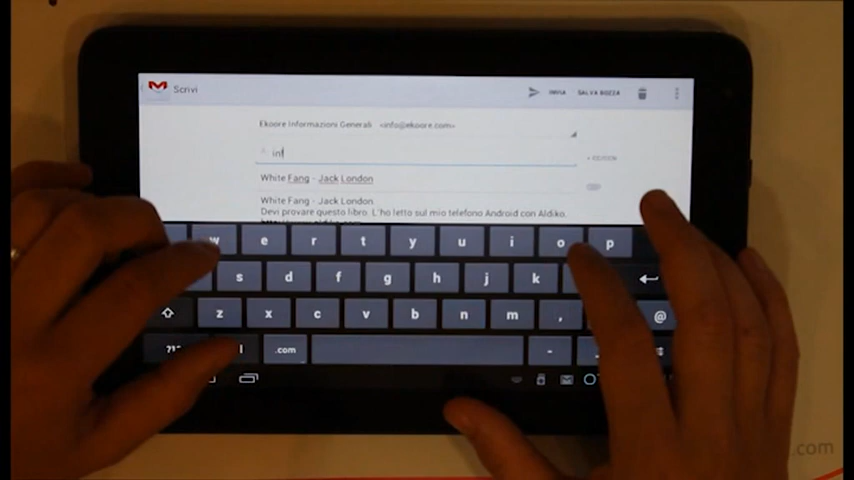 Scrivi
INVIA
SALVA BOZZA
Ekoore Informazioni Generali <info@ekoore.com>
inf
White Fang - Jack London
White Fang - Jack London.
Devi provare questo libro. L'ho letto sul mio telefono Android con Aldiko.
w e r t y u i o p
s d f g h j k
z x c v b n m , @
?123 .com -
.com